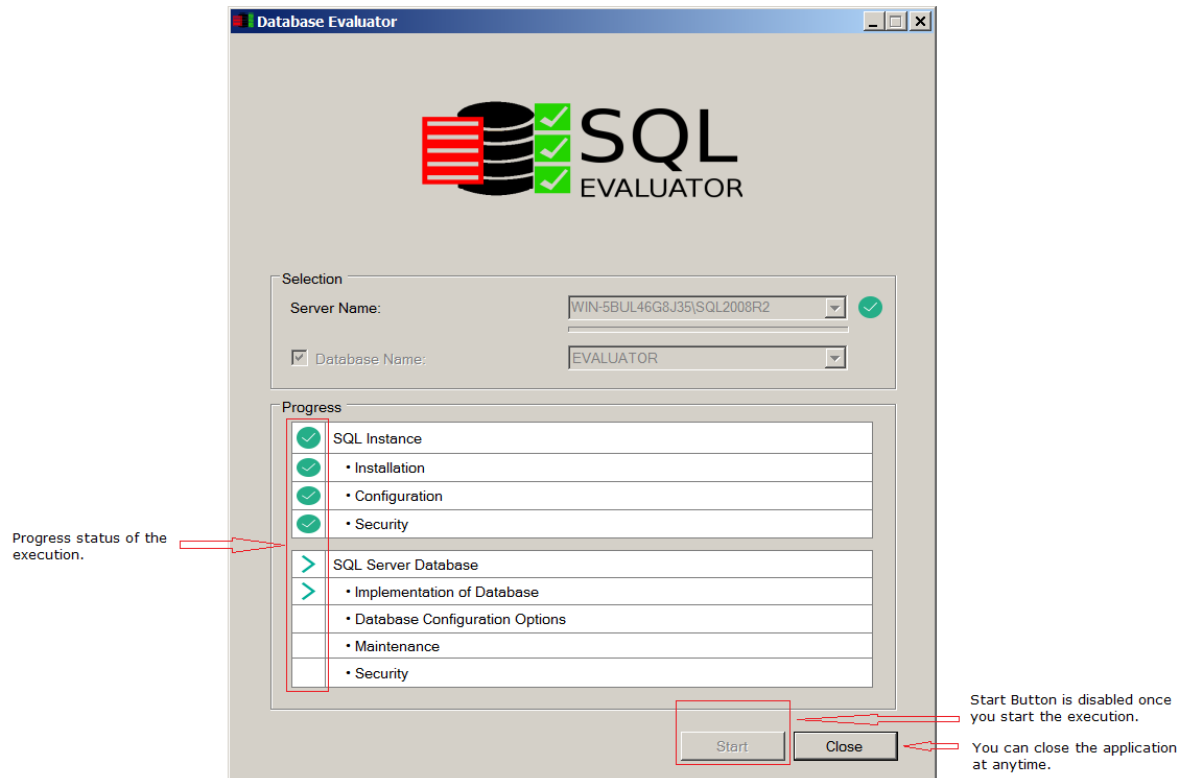 Database Evaluator
SQL
EVALUATOR
Selection
Server Name:
WIN-5BUL46G8J35\SQL2008R2
Database Name:
EVALUATOR
Progress
SQL Instance
• Installation
• Configuration
• Security
Progress status of the
execution.
SQL Server Database
• Implementation of Database
• Database Configuration Options
• Maintenance
• Security
Start Button is disabled once
you start the execution.
Start
Close
You can close the application
at anytime.